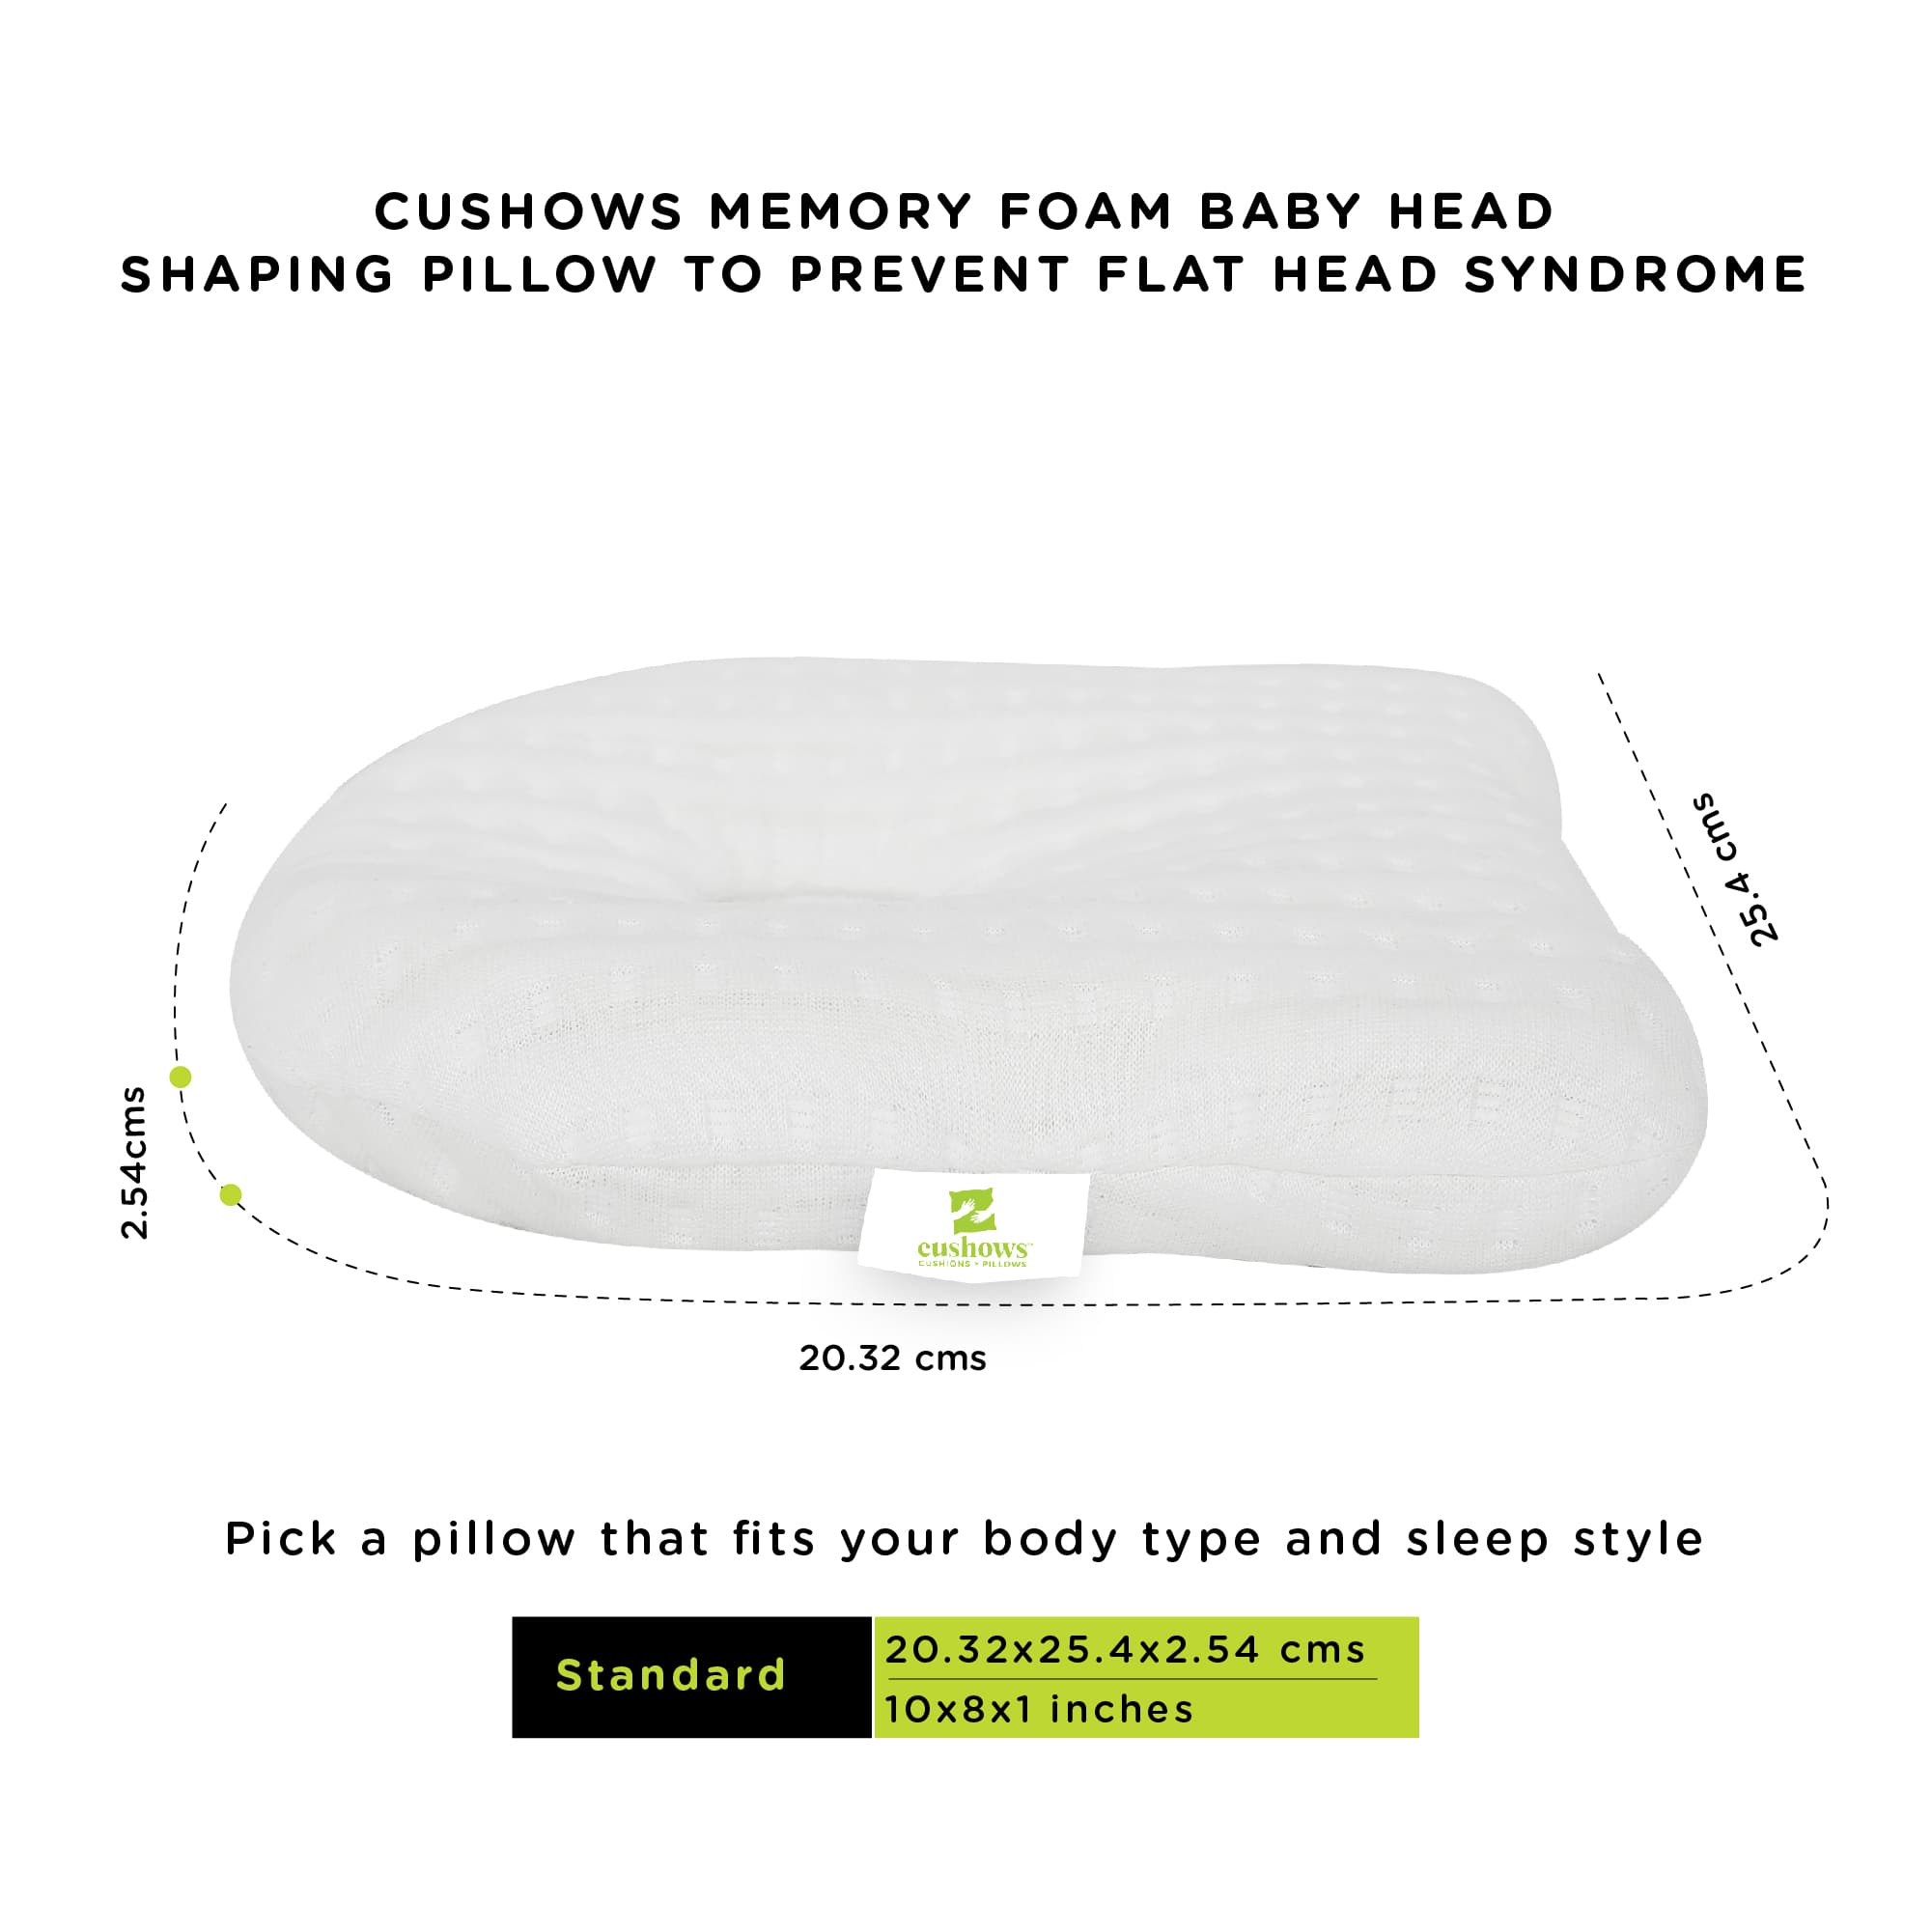 CUSHOWS MEMORY FOAM BABY HEAD
SHAPING PILLOW TO PREVENT FLAT HEAD SYNDROME
25.4 cms
2.54cms
cushows™
CUSHIONS + PILLOWS
20.32 cms
Pick a pillow that fits your body type and sleep style
Standard
20.32x25.4x2.54 cms
10x8x1 inches